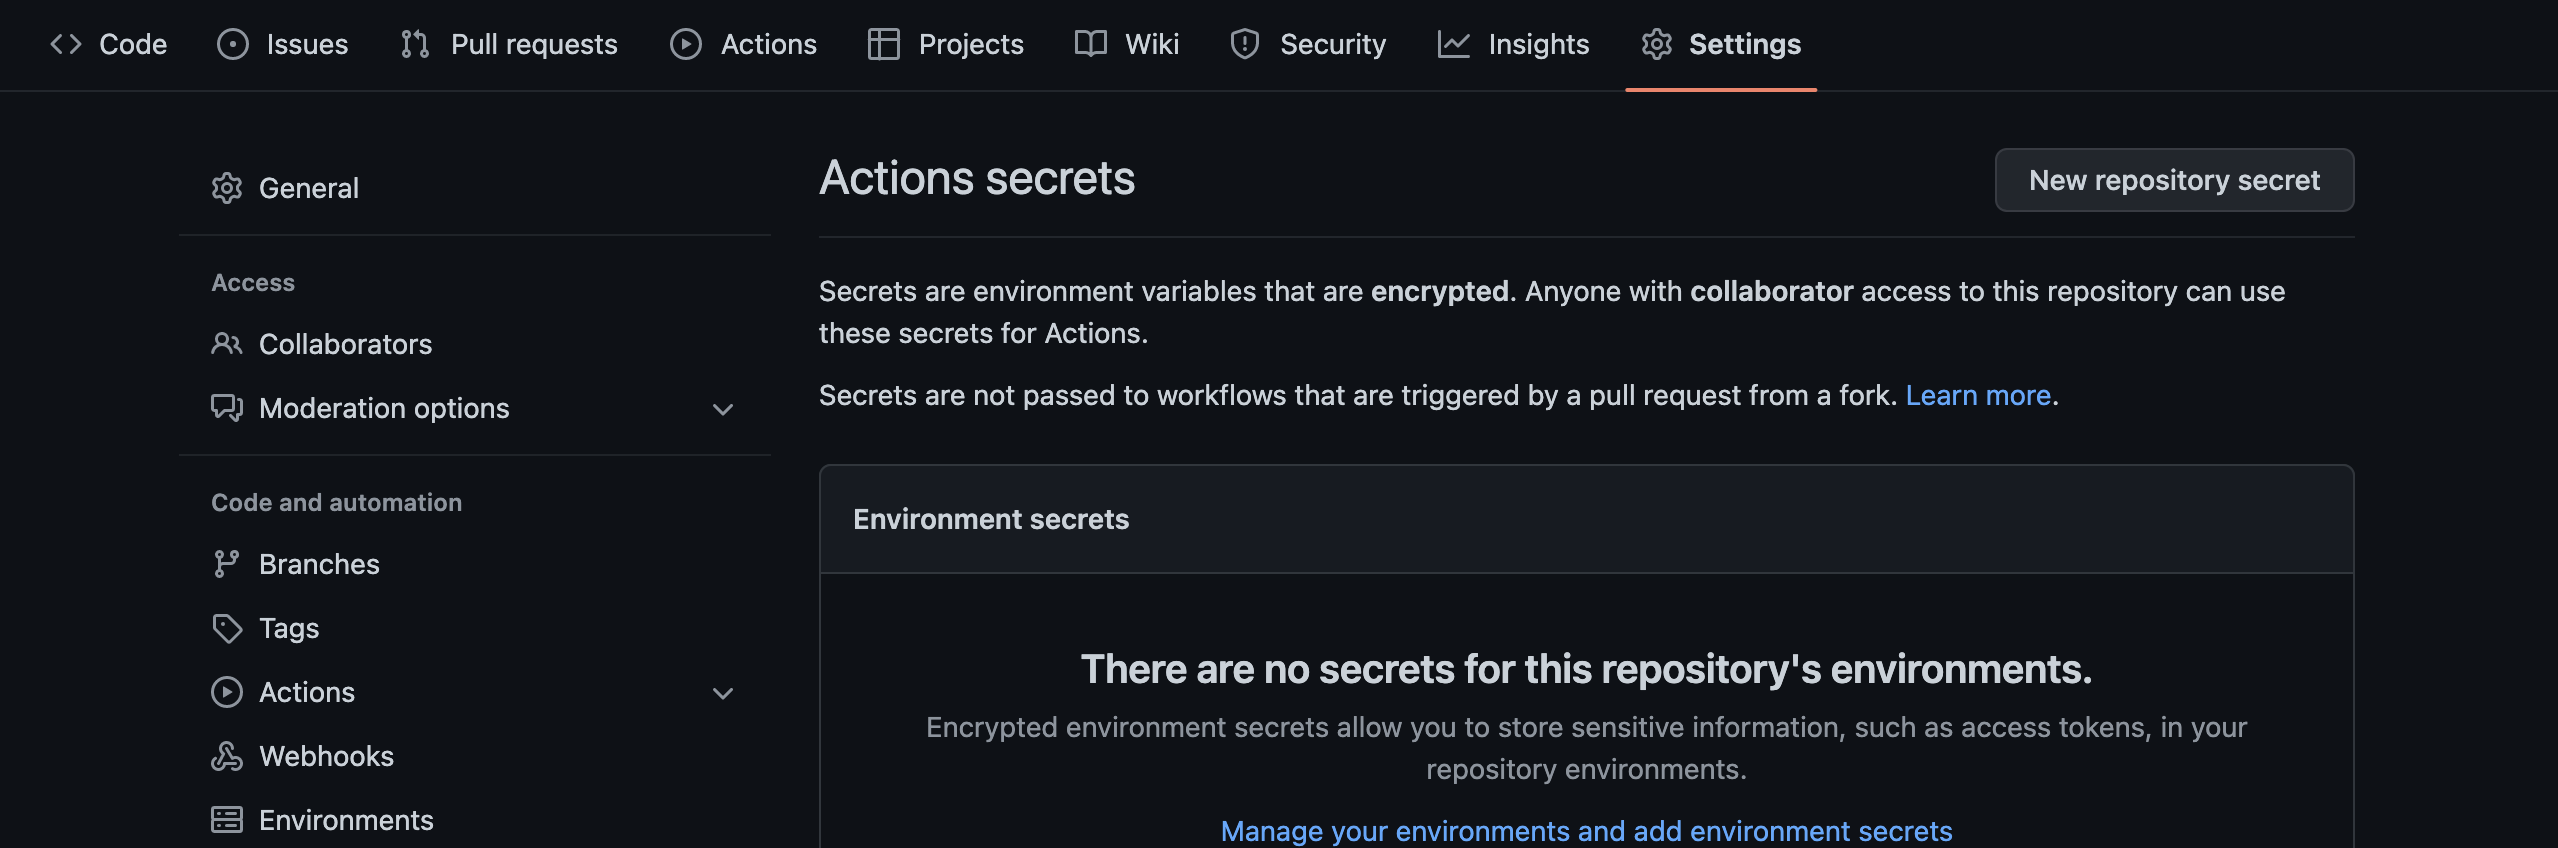 Code Issues Pull requests Actions Projects Wiki Security Insights Settings
General
Access
Collaborators
Moderation options
Code and automation
Branches
Tags
Actions
Webhooks
Environments
Actions secrets
New repository secret
Secrets are environment variables that are encrypted. Anyone with collaborator access to this repository can use
these secrets for Actions.
Secrets are not passed to workflows that are triggered by a pull request from a fork. Learn more.
Environment secrets
There are no secrets for this repository's environments.
Encrypted environment secrets allow you to store sensitive information, such as access tokens, in your
repository environments.
Manage your environments and add environment secrets